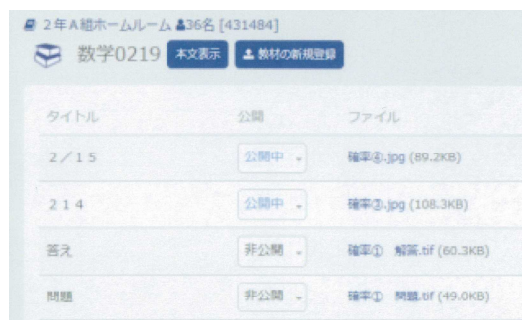 2年A組ホームルーム 36名 [431484]
数学0219 本文表示 教材の新規登録
タイトル 公開 ファイル
2/15 公開中 確率④.jpg (89.2KB)
214 公開中 確率③.jpg (108.3KB)
答え 非公開 確率① 解答.tif (60.3KB)
問題 非公開 確率① 問題.tif (49.0KB)